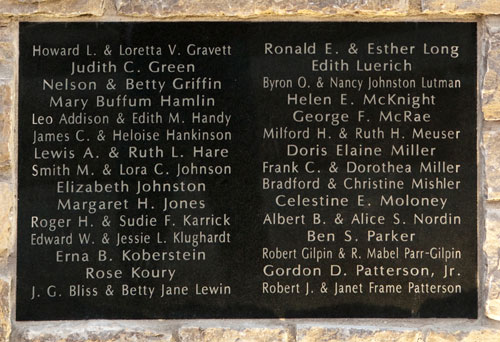 Howard L. & Loretta V. Gravett
Judith C. Green
Nelson & Betty Griffin
Mary Buffum Hamlin
Leo Addison & Edith M. Handy
James C. & Heloise Hankinson
Lewis A. & Ruth L. Hare
Smith M. & Lora C. Johnson
Elizabeth Johnston
Margaret H. Jones
Roger H. & Sudie F. Karrick
Edward W. & Jessie L. Klughardt
Erna B. Koberstein
Rose Koury
J. G. Bliss & Betty Jane Lewin
Ronald E. & Esther Long
Edith Luerich
Byron O. & Nancy Johnston Lutman
Helen E. McKnight
George F. McRae
Milford H. & Ruth H. Meuser
Doris Elaine Miller
Frank C. & Dorothea Miller
Bradford & Christine Mishler
Celestine E. Moloney
Albert B. & Alice S. Nordin
Ben S. Parker
Robert Gilpin & R. Mabel Parr-Gilpin
Gordon D. Patterson, Jr.
Robert J. & Janet Frame Patterson